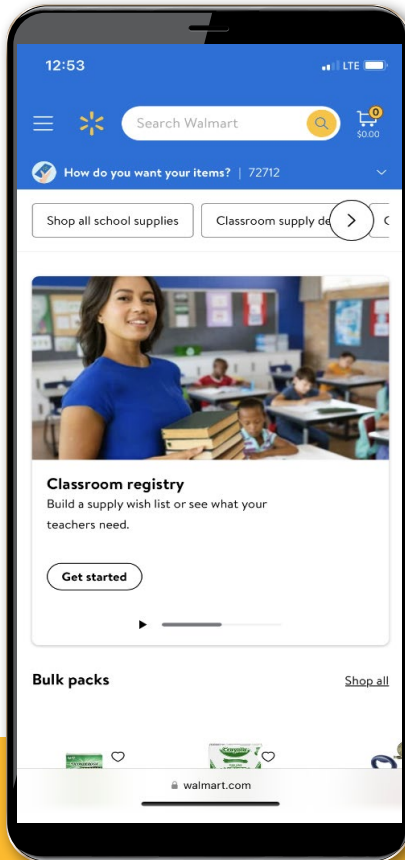 12:53
LTE
Search Walmart
0
$0.00
How do you want your items? | 72712
Shop all school supplies
Classroom supply de
Classroom registry
Build a supply wish list or see what your
teachers need.
Get started
Bulk packs
Shop all
Crayola
walmart.com